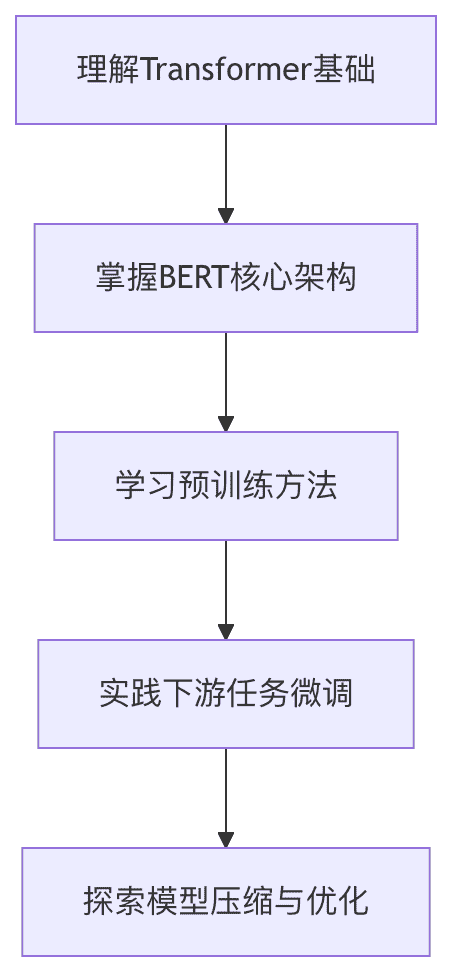 理解Transformer基础
掌握BERT核心架构
学习预训练方法
实践下游任务微调
探索模型压缩与优化